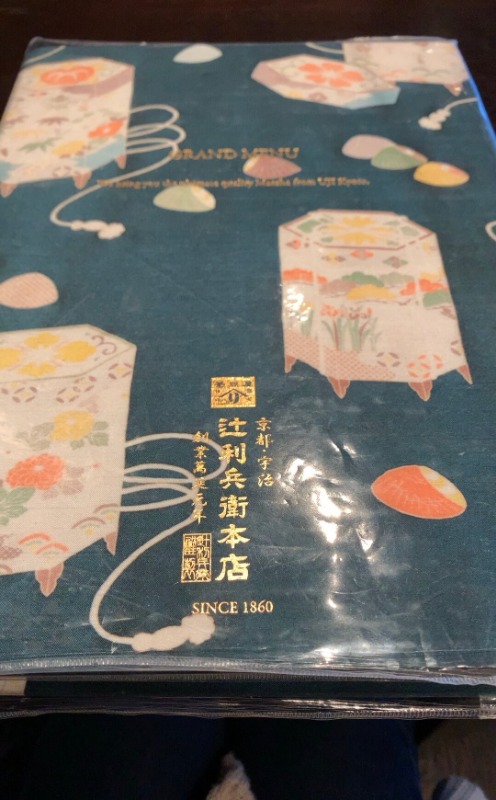 GRAND MENU
We bring you the ultimate quality Matcha from Uji Kyoto.
京都・宇治
辻利兵衛本店
創業萬延元年
SINCE 1860